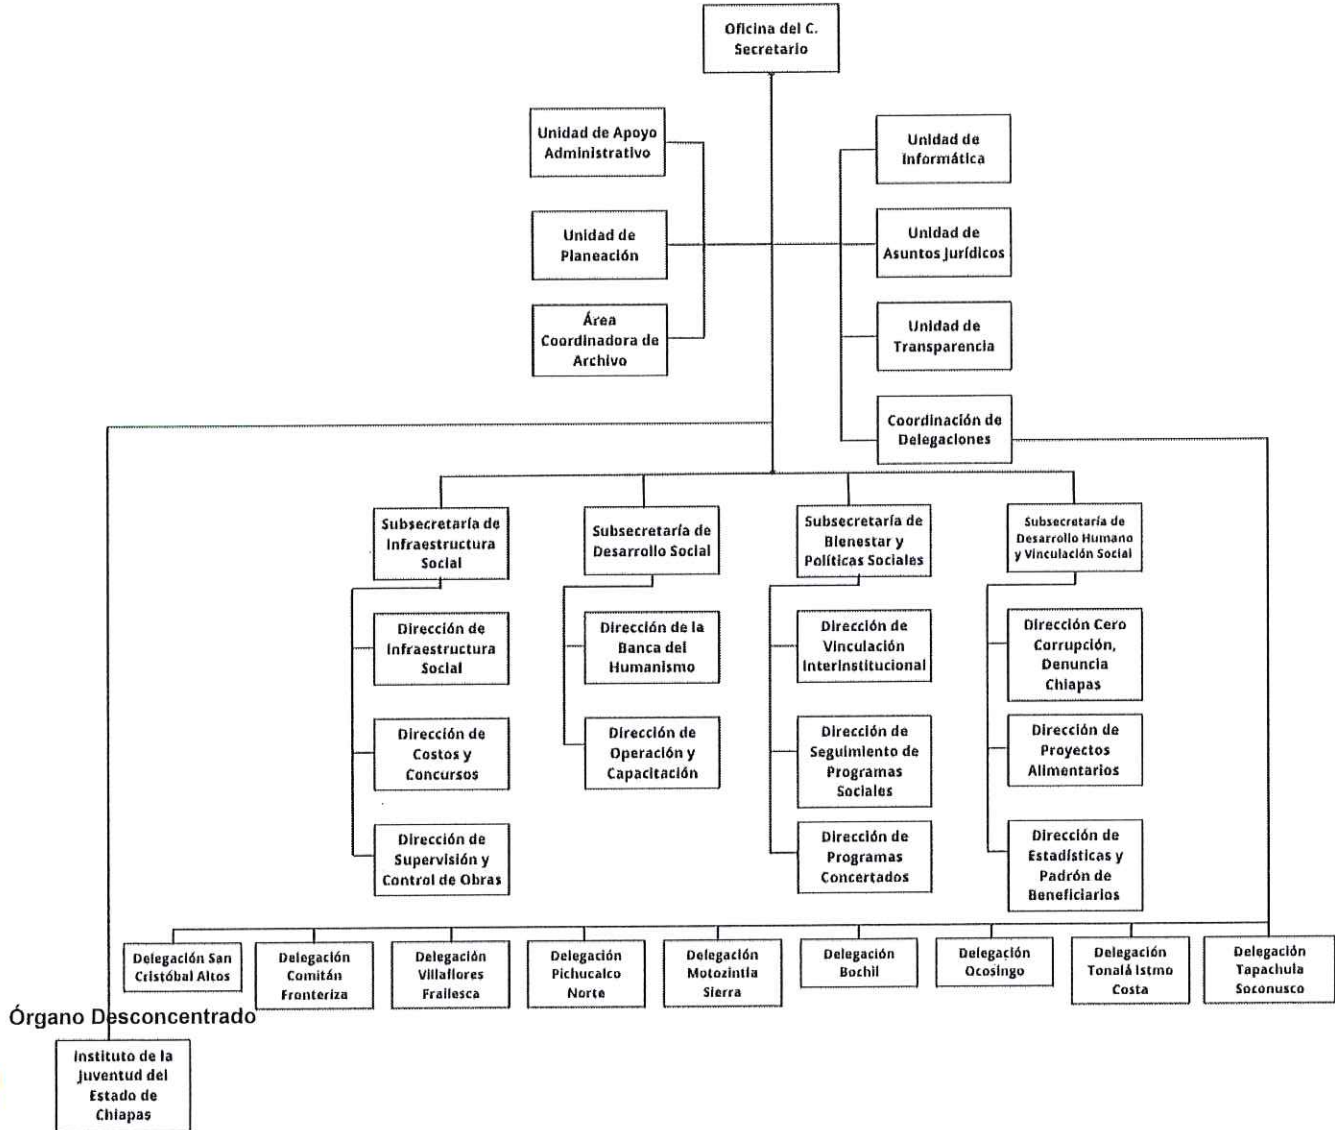 Oficina del C.
Secretario
Unidad de Apoyo
Administrativo
Unidad de
Informática
Unidad de
Planeación
Unidad de
Asuntos Jurídicos
Área
Coordinadora de
Archivo
Unidad de
Transparencia
Coordinación de
Delegaciones
Subsecretaría de
Infraestructura
Social
Subsecretaría de
Desarrollo Social
Subsecretaría de
Bienestar y
Políticas Sociales
Subsecretaría de
Desarrollo Humano
y Vinculación Social
Dirección de
Infraestructura
Social
Dirección de la
Banca del
Humanismo
Dirección de
Vinculación
Interinstitucional
Dirección Cero
Corrupción,
Denuncia
Chiapas
Dirección de
Costos y
Concursos
Dirección de
Operación y
Capacitación
Dirección de
Seguimiento de
Programas
Sociales
Dirección de
Proyectos
Alimentarios
Dirección de
Supervisión y
Control de Obras
Dirección de
Programas
Concertados
Dirección de
Estadísticas y
Padrón de
Beneficiarios
Delegación San
Cristóbal Altos
Delegación
Comitán
Fronteriza
Delegación
Villaflores
Frailesca
Delegación
Pichucalco
Norte
Delegación
Motozintla
Sierra
Delegación
Bochil
Delegación
Ocosingo
Delegación
Tonalá Istmo
Costa
Delegación
Tapachula
Soconusco
Órgano Desconcentrado
Instituto de la
Juventud del
Estado de
Chiapas